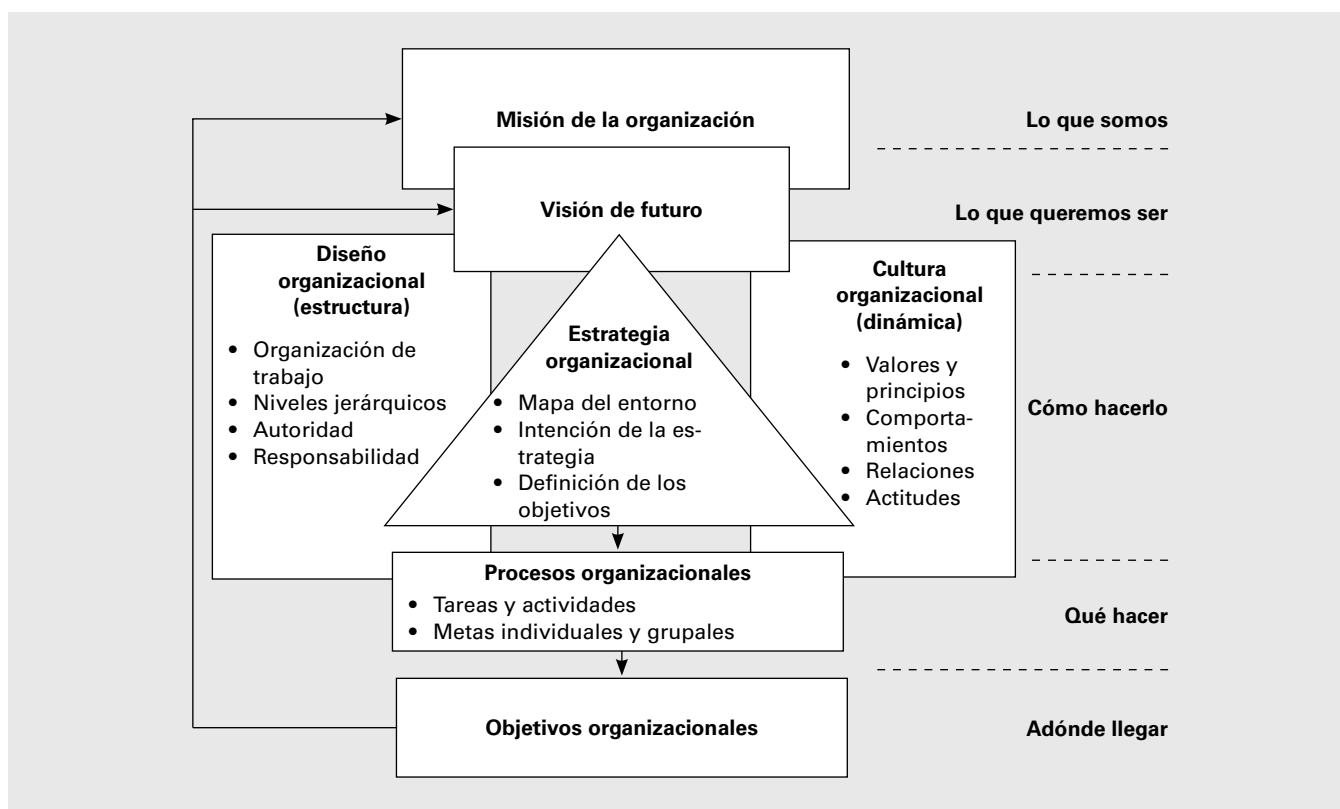 Misión de la organización
Lo que somos
Visión de futuro
Lo que queremos ser
Diseño
organizacional
(estructura)
• Organización de
trabajo
• Niveles jerárquicos
• Autoridad
• Responsabilidad
Estrategia
organizacional
• Mapa del entorno
• Intención de la es-
trategia
• Definición de los
objetivos
Cultura
organizacional
(dinámica)
• Valores y
principios
• Comporta-
mientos
• Relaciones
• Actitudes
Cómo hacerlo
Procesos organizacionales
• Tareas y actividades
• Metas individuales y grupales
Qué hacer
Objetivos organizacionales
Adónde llegar